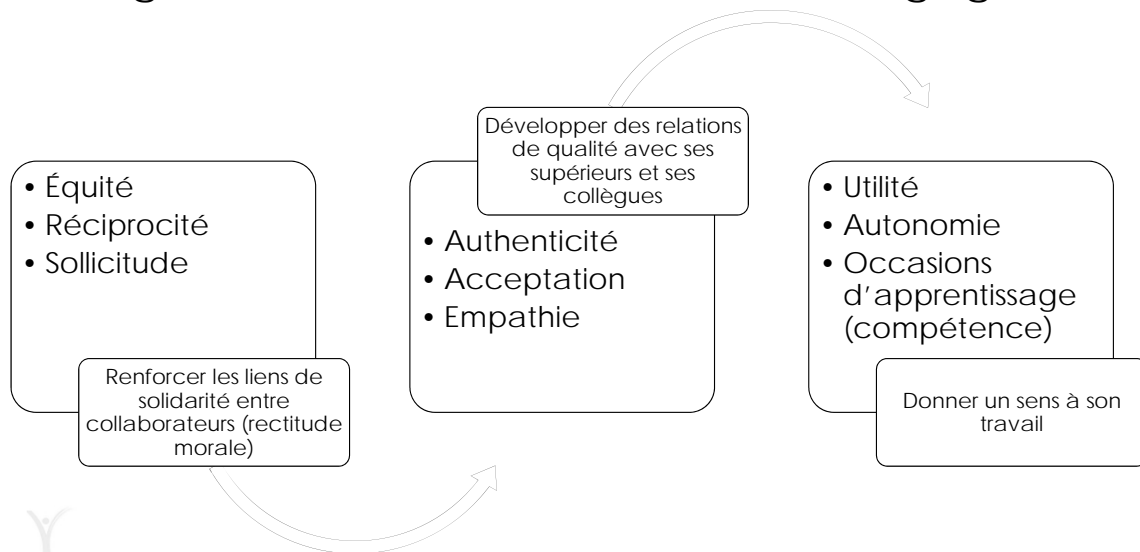 • Équité
• Réciprocité
• Sollicitude
Renforcer les liens de
solidarité entre
collaborateurs (rectitude
morale)
Développer des relations
de qualité avec ses
supérieurs et ses
collègues
• Authenticité
• Acceptation
• Empathie
• Utilité
• Autonomie
• Occasions
d’apprentissage
(compétence)
Donner un sens à son
travail